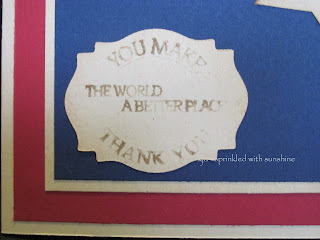 YOU MAKE
THE WORLD
A BETTER PLACE
THANK YOU
sprinkled with sunshine